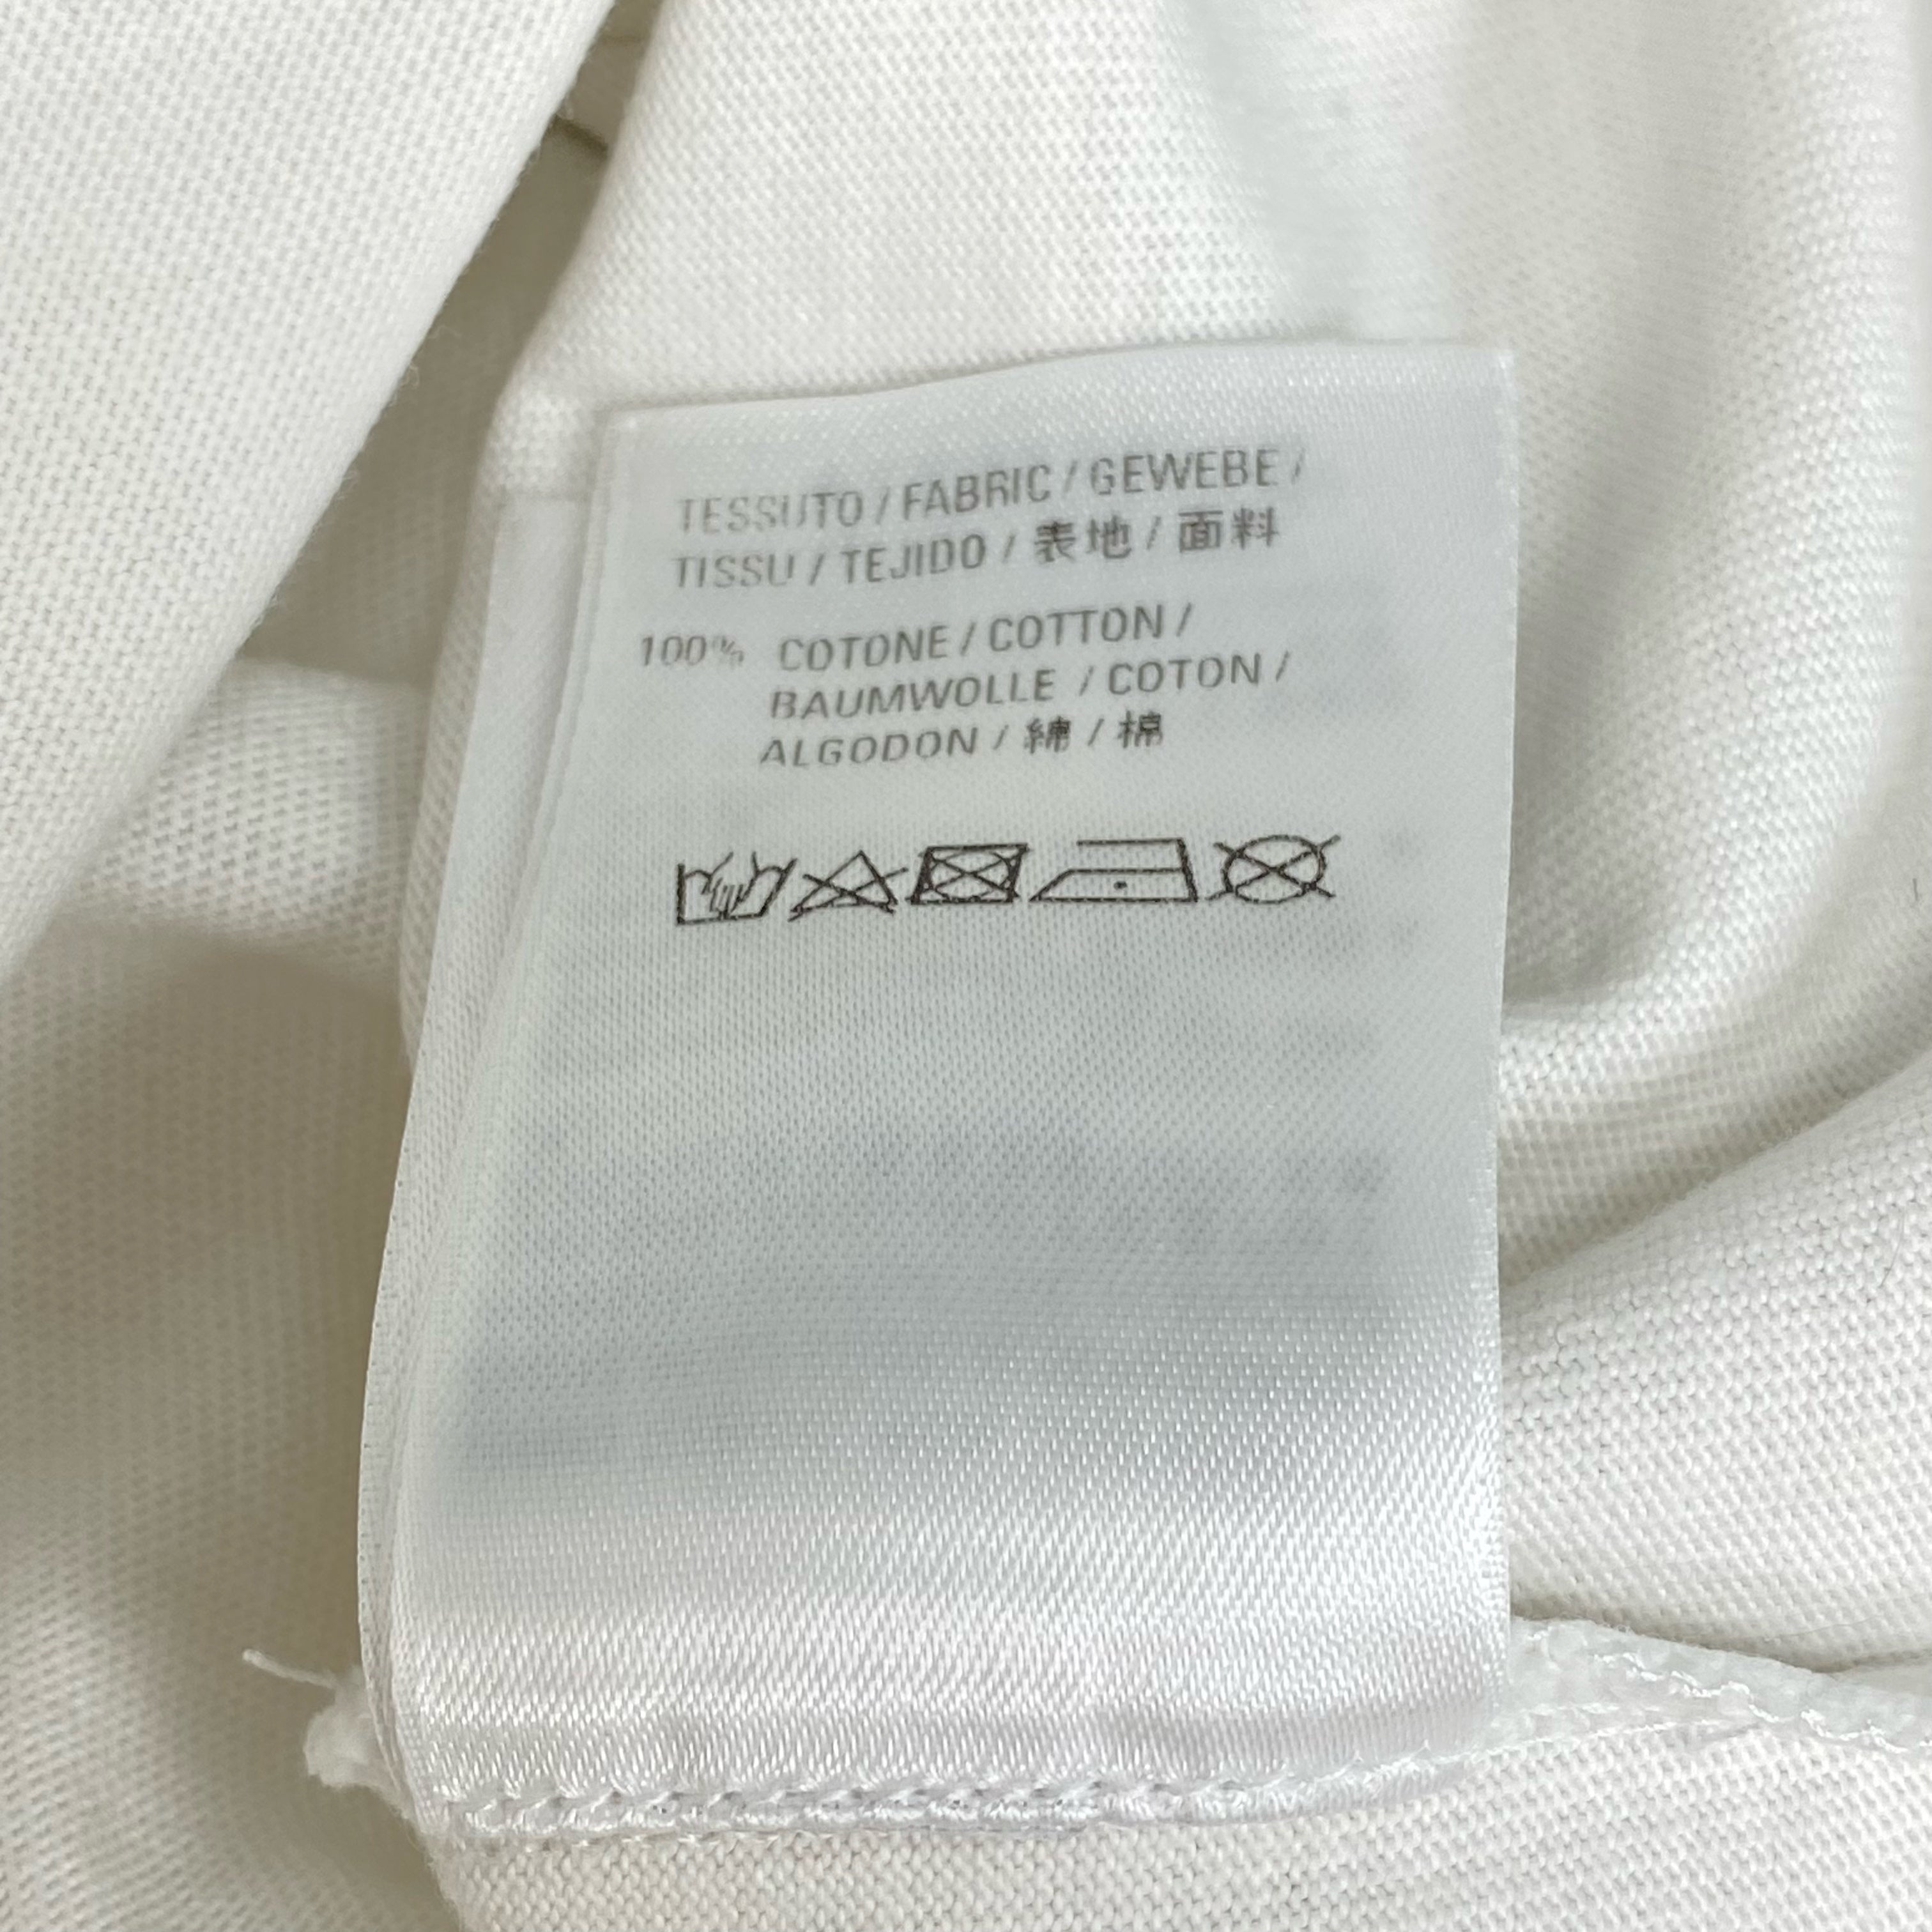 TESSUTO / FABRIC / GEWEBE /
TISSU / TEJIDO / 表地 / 面料
100% COTONE / COTTON /
BAUMWOLLE / COTON /
ALGODON / 綿 / 棉